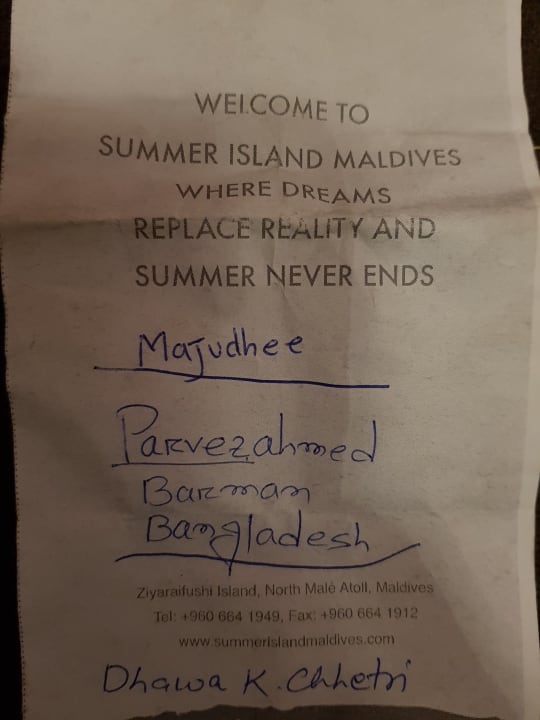 WELCOME TO
SUMMER ISLAND MALDIVES
WHERE DREAMS
REPLACE REALITY AND
SUMMER NEVER ENDS
Majudhee
Parvezahmed
Barman
Bangladesh
Ziyaraifushi Island, North Malé Atoll, Maldives
Tel: +960 664 1949, Fax: +960 664 1912
www.summerislandmaldives.com
Dhawa K. Chhetri